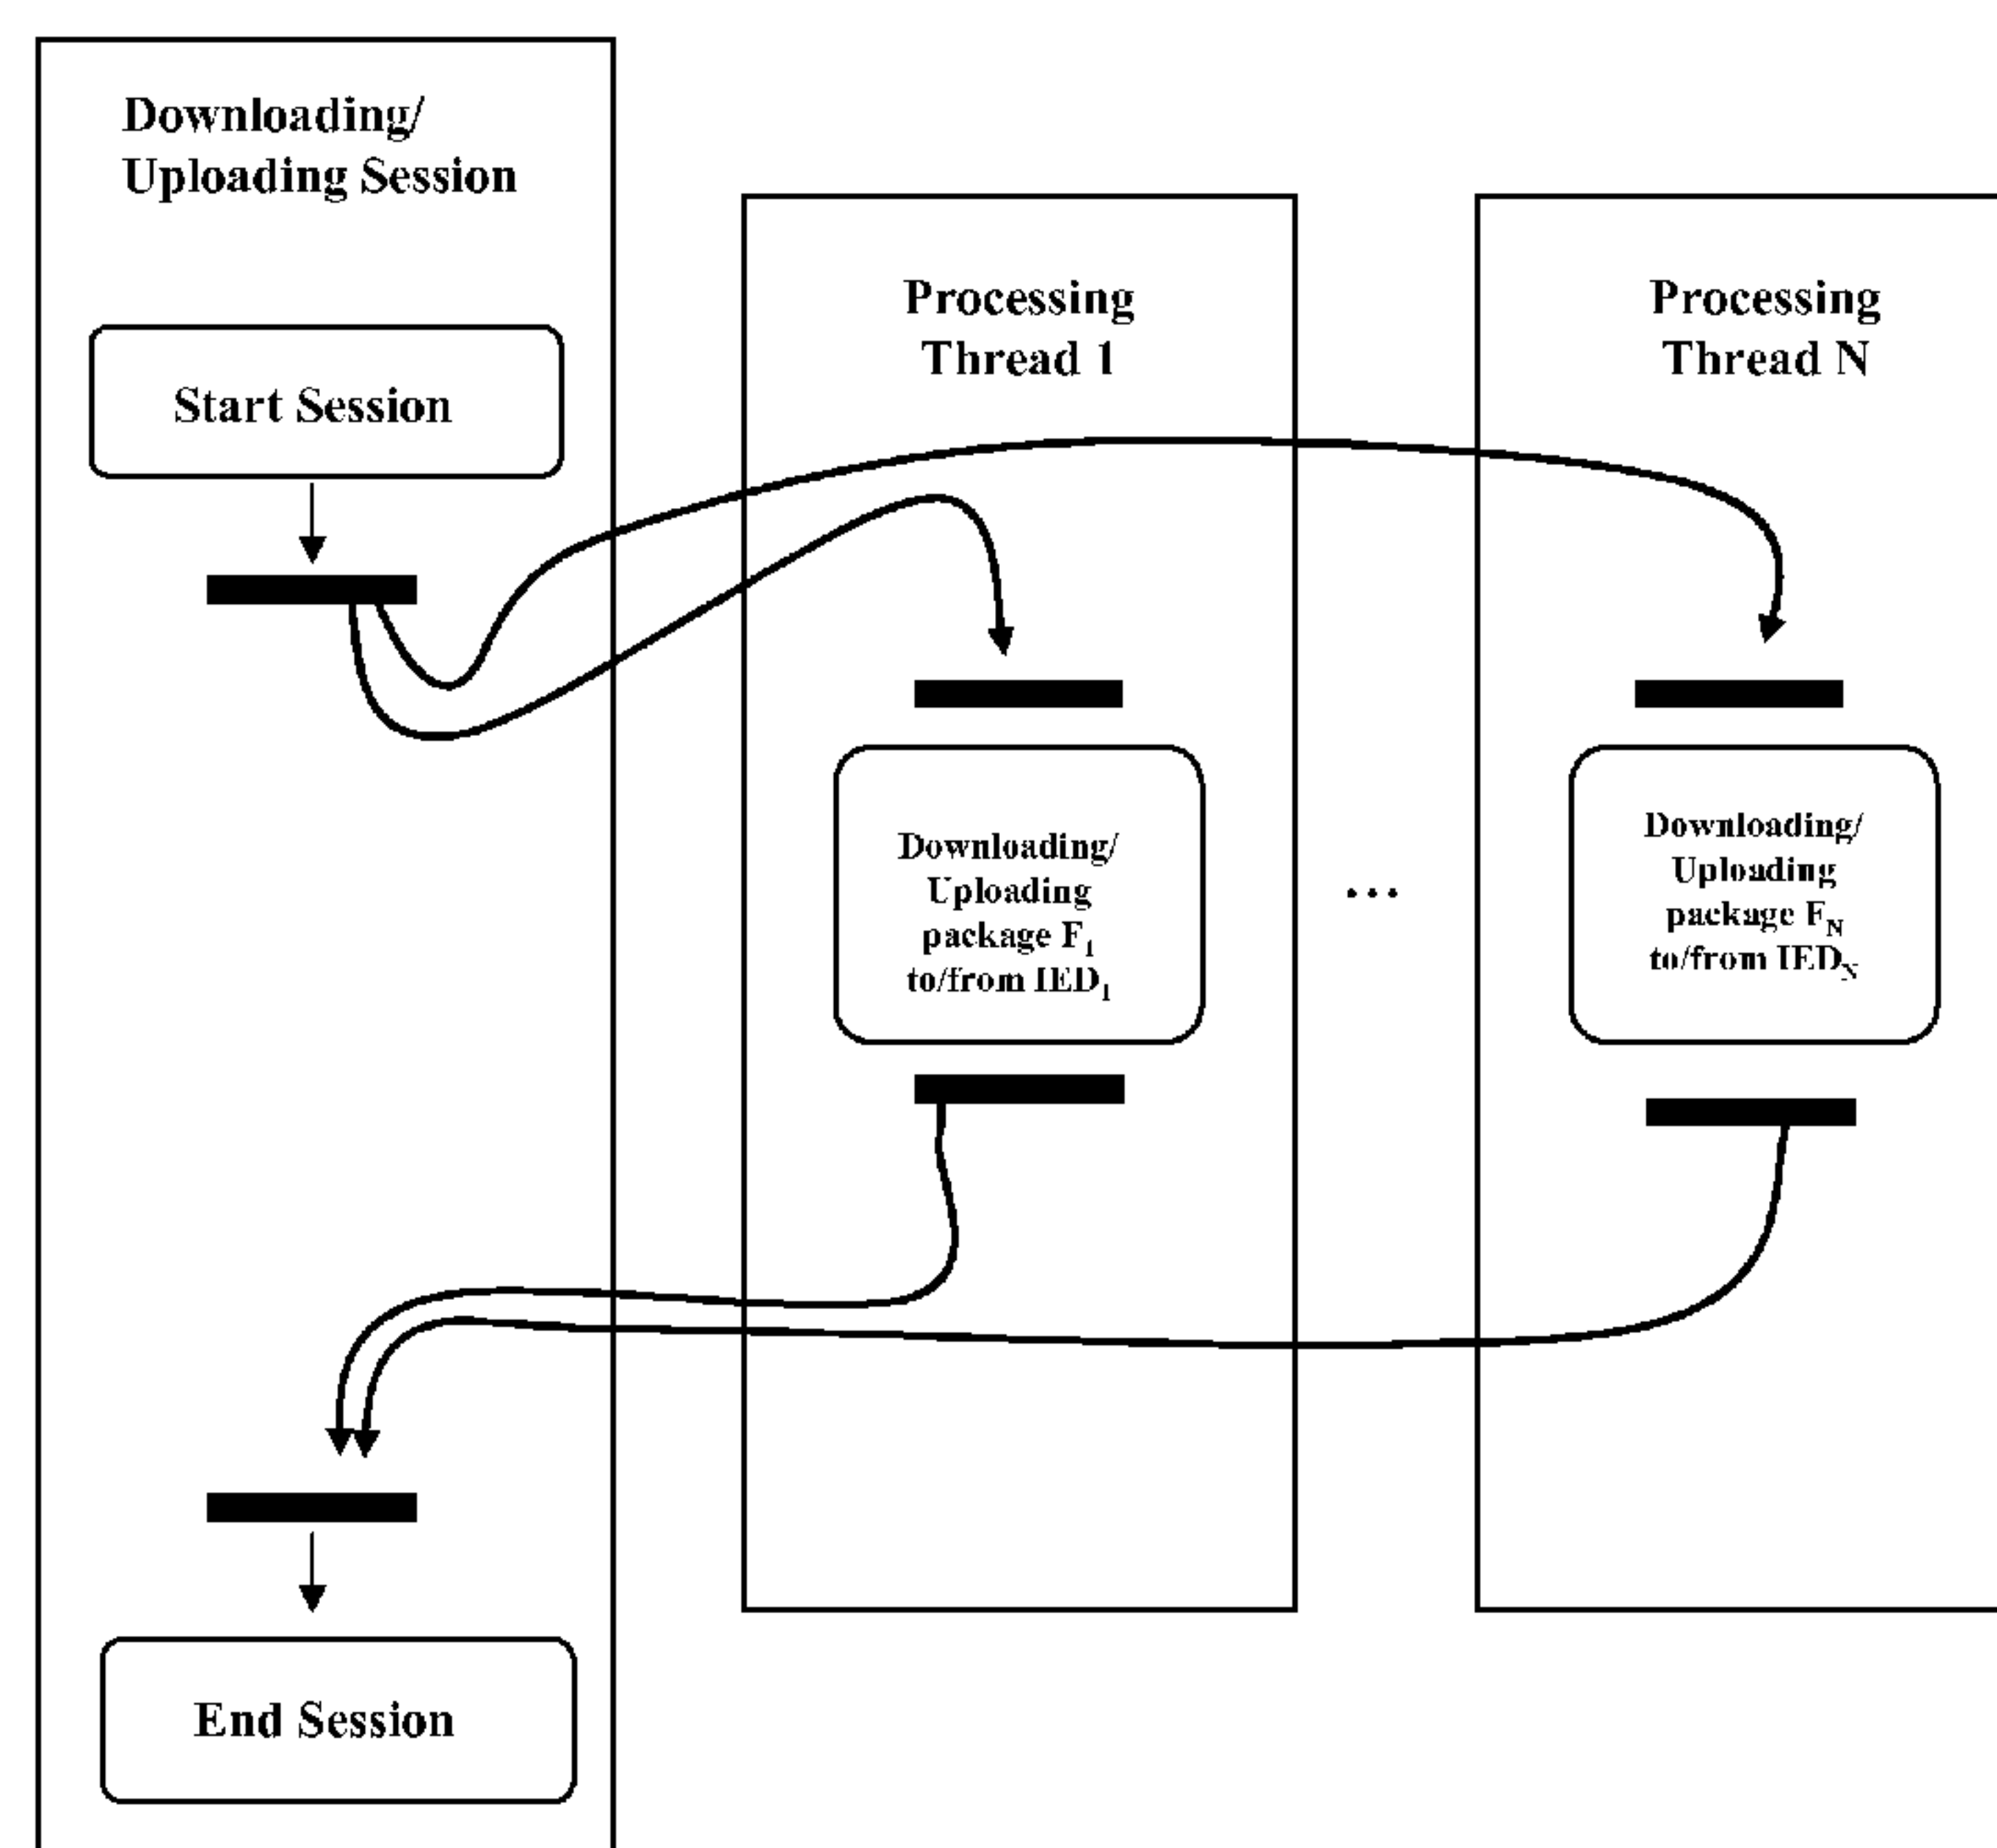 Downloading/
Uploading Session
Start Session
End Session
Processing
Thread 1
Downloading/
Uploading
package F1
to/from IED1
...
Processing
Thread N
Downloading/
Uploading
package FN
to/from IEDN